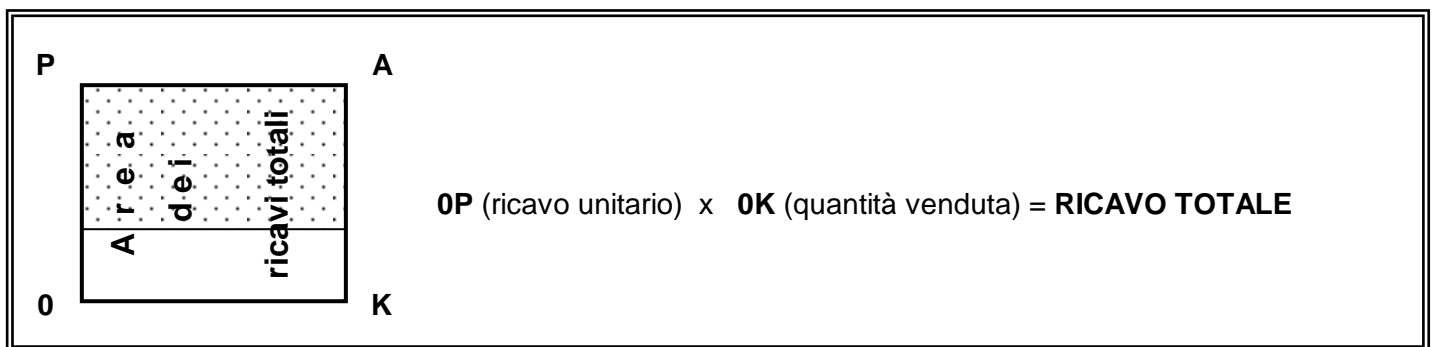 P A
A r e a
d e i
ricavi totali
0P (ricavo unitario) x 0K (quantità venduta) = RICAVO TOTALE
0 K